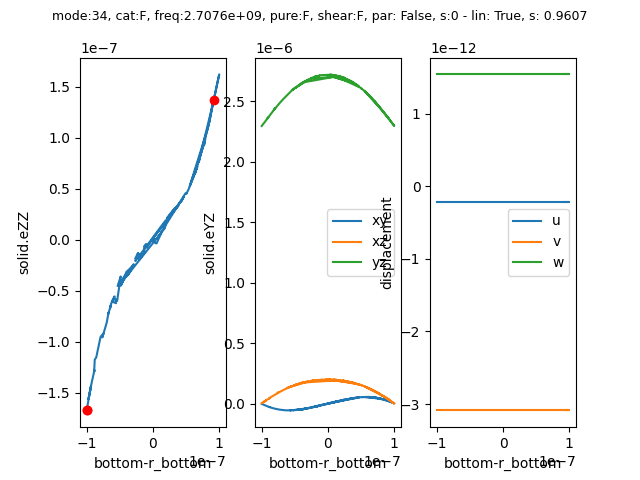 mode:34, cat:F, freq:2.7076e+09, pure:F, shear:F, par: False, s:0 - lin: True, s: 0.9607
1e−7
1.5
1.0
0.5
0.0
−0.5
−1.0
−1.5
solid.eZZ
−1
0
1
1e−7
bottom-r_bottom
1e−6
2.5
2.0
1.5
1.0
0.5
0.0
solid.eYZ
xy
xz
yz
−1
0
1
1e−7
bottom-r_bottom
1e−12
1
0
−1
−2
−3
displacement
u
v
w
−1
0
1
1e−7
bottom-r_bottom